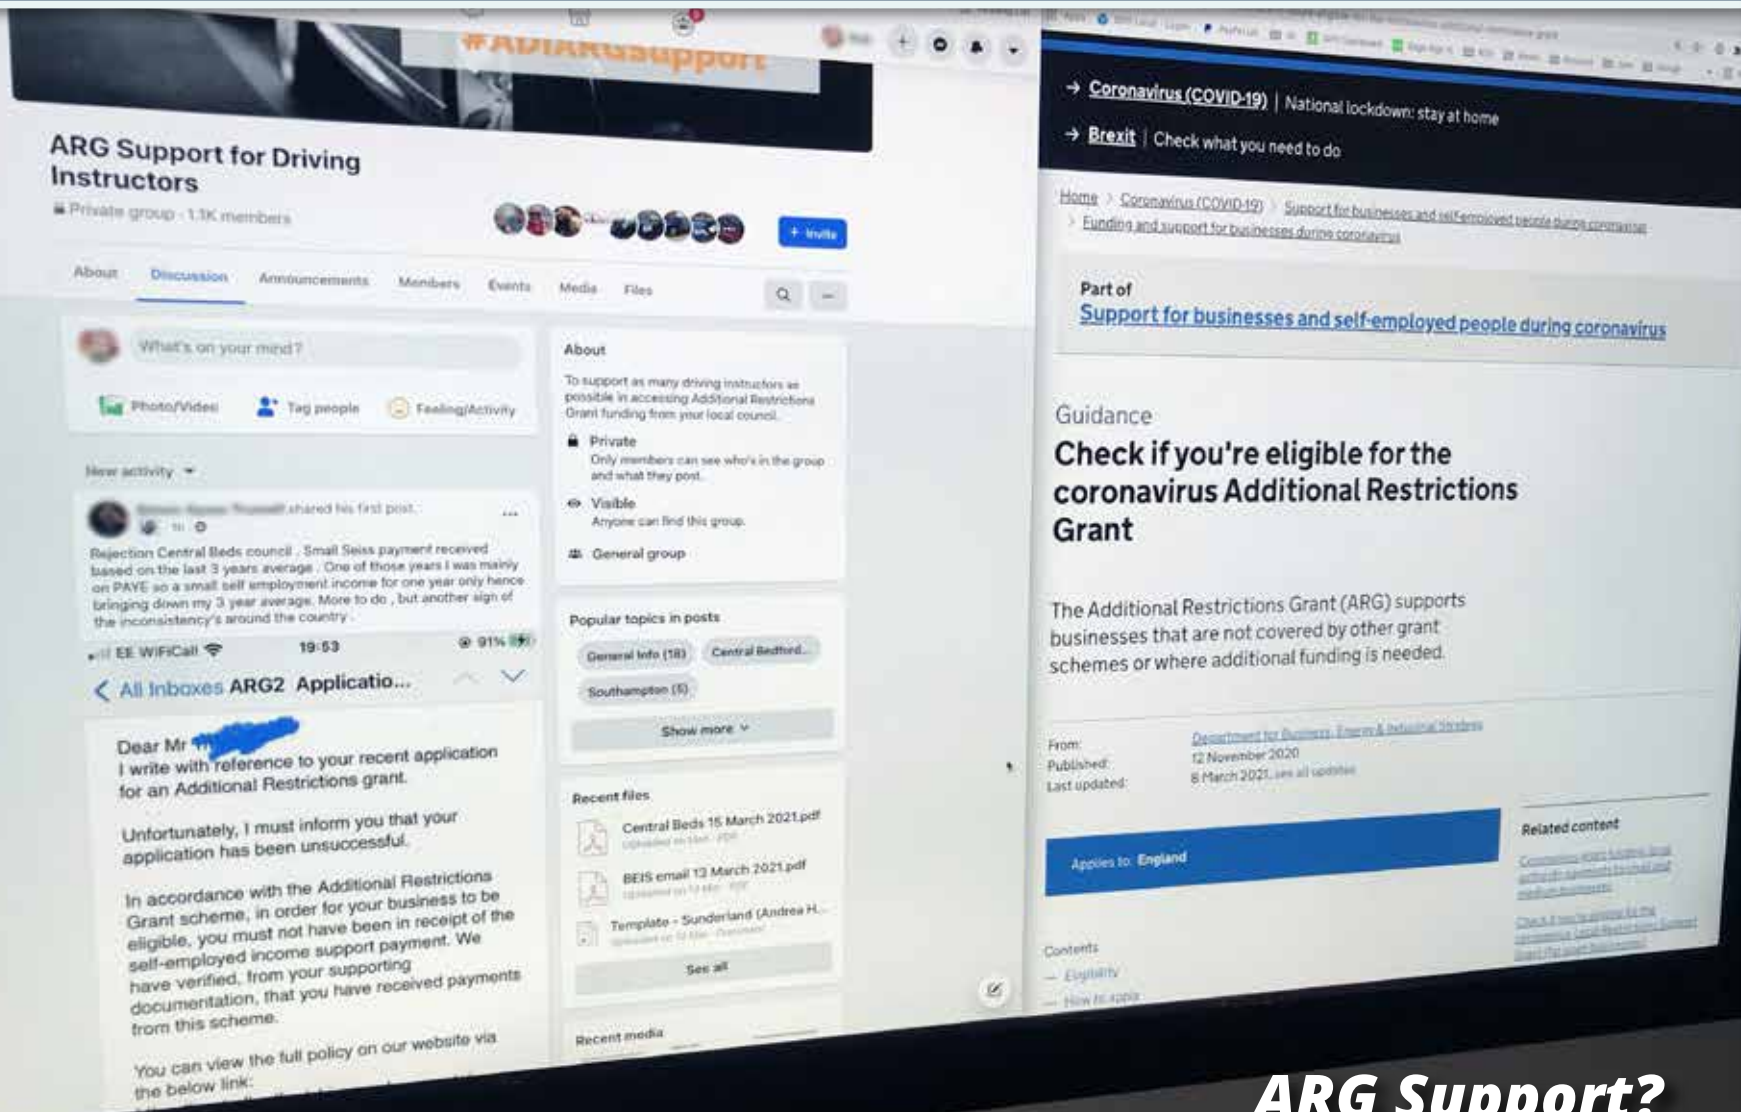 #ADIARGsupport
ARG Support for Driving
Instructors
Private group · 1.1K members
+ Invite
About Discussion Announcements Members Events Media Files
What's on your mind?
Photo/Video Tag people Feeling/Activity
New activity
shared his first post.
1h
Rejection Central Beds council . Small Seiss payment received
based on the last 3 years average . One of those years I was mainly
on PAYE so a small self employment income for one year only hence
bringing down my 3 year average. More to do , but another sign of
the inconsistency's around the country .
EE WiFiCall 19:53 91%
All Inboxes ARG2 Applicatio...
Dear Mr
I write with reference to your recent application
for an Additional Restrictions grant.
Unfortunately, I must inform you that your
application has been unsuccessful.
In accordance with the Additional Restrictions
Grant scheme, in order for your business to be
eligible, you must not have been in receipt of the
self-employed income support payment. We
have verified, from your supporting
documentation, that you have received payments
from this scheme.
You can view the full policy on our website via
the below link:
About
To support as many driving instructors as
possible in accessing Additional Restrictions
Grant funding from your local council.
Private
Only members can see who's in the group
and what they post.
Visible
Anyone can find this group.
General group
Popular topics in posts
General Info (18) Central Bedford...
Southampton (5)
Show more
Recent files
Central Beds 15 March 2021.pdf
BEIS email 12 March 2021.pdf
Template - Sunderland (Andrea H...
See all
Recent media
→ Coronavirus (COVID-19) | National lockdown: stay at home
→ Brexit | Check what you need to do
Home > Coronavirus (COVID-19) > Support for businesses and self-employed people during coronavirus
> Funding and support for businesses during coronavirus
Part of
Support for businesses and self-employed people during coronavirus
Guidance
Check if you're eligible for the
coronavirus Additional Restrictions
Grant
The Additional Restrictions Grant (ARG) supports
businesses that are not covered by other grant
schemes or where additional funding is needed.
From: Department for Business, Energy & Industrial Strategy
Published: 12 November 2020
Last updated: 8 March 2021, see all updates
Applies to: England
Related content
Contents
— Eligibility
— How to apply
ARG Support?